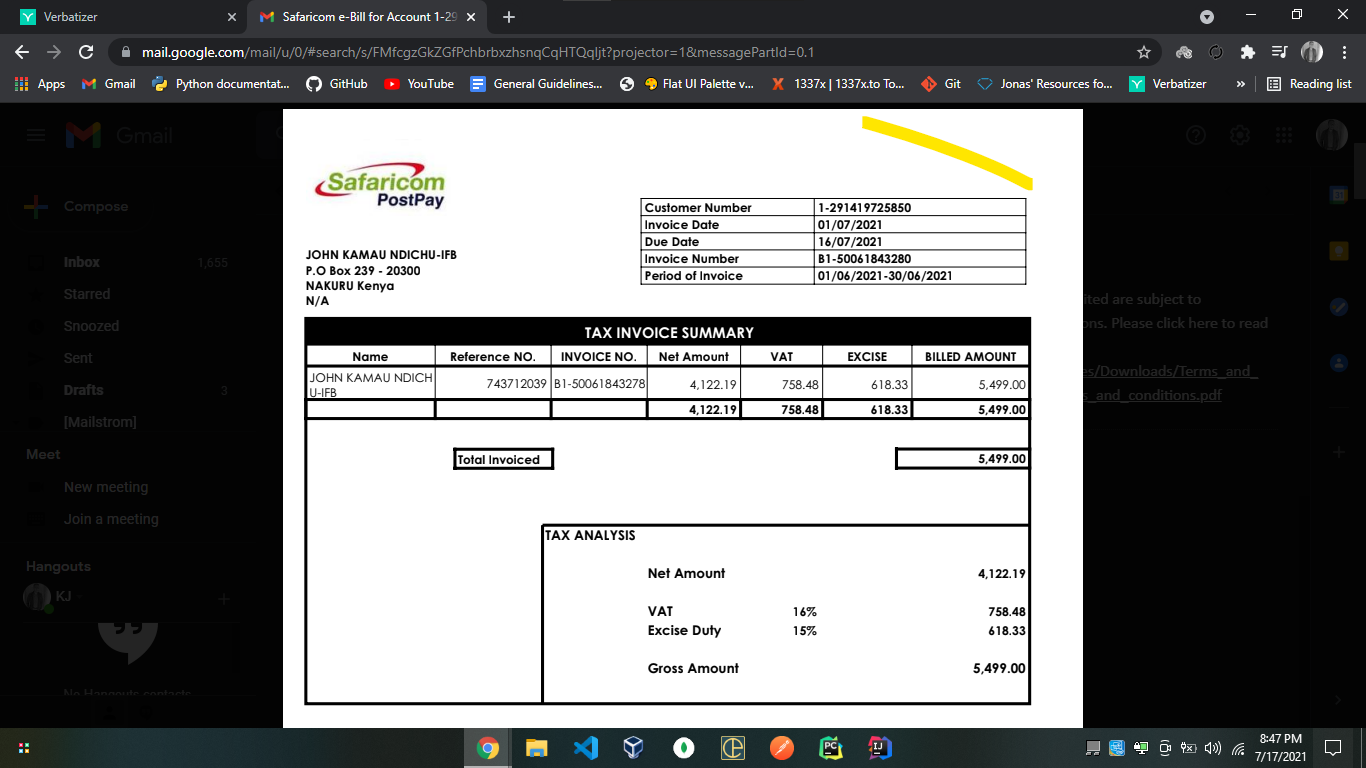 Verbatizer
Safaricom e-Bill for Account 1-29
mail.google.com/mail/u/0/#search/s/FMfcgzGkZGfPchbrbxzhsnqCqHTQqljt?projector=1&messagePartId=0.1
Apps Gmail Python documentat... GitHub YouTube General Guidelines... Flat UI Palette v... 1337x | 1337x.to To... Git Jonas' Resources fo... Verbatizer » Reading list
Gmail
Compose
Inbox 1,655
Starred
Snoozed
Sent
Drafts 3
[Mailstrom]
Meet
New meeting
Join a meeting
Hangouts
KJ
No Hangouts contacts
Safaricom
PostPay
Customer Number 1-291419725850
Invoice Date 01/07/2021
Due Date 16/07/2021
Invoice Number B1-50061843280
Period of Invoice 01/06/2021-30/06/2021
JOHN KAMAU NDICHU-IFB
P.O Box 239 - 20300
NAKURU Kenya
N/A
TAX INVOICE SUMMARY
Name Reference NO. INVOICE NO. Net Amount VAT EXCISE BILLED AMOUNT
JOHN KAMAU NDICH
U-IFB 743712039 B1-50061843278 4,122.19 758.48 618.33 5,499.00
4,122.19 758.48 618.33 5,499.00
Total Invoiced 5,499.00
TAX ANALYSIS
Net Amount 4,122.19
VAT 16% 758.48
Excise Duty 15% 618.33
Gross Amount 5,499.00
ited are subject to
ons. Please click here to read
es/Downloads/Terms_and_
s_and_conditions.pdf
8:47 PM
7/17/2021